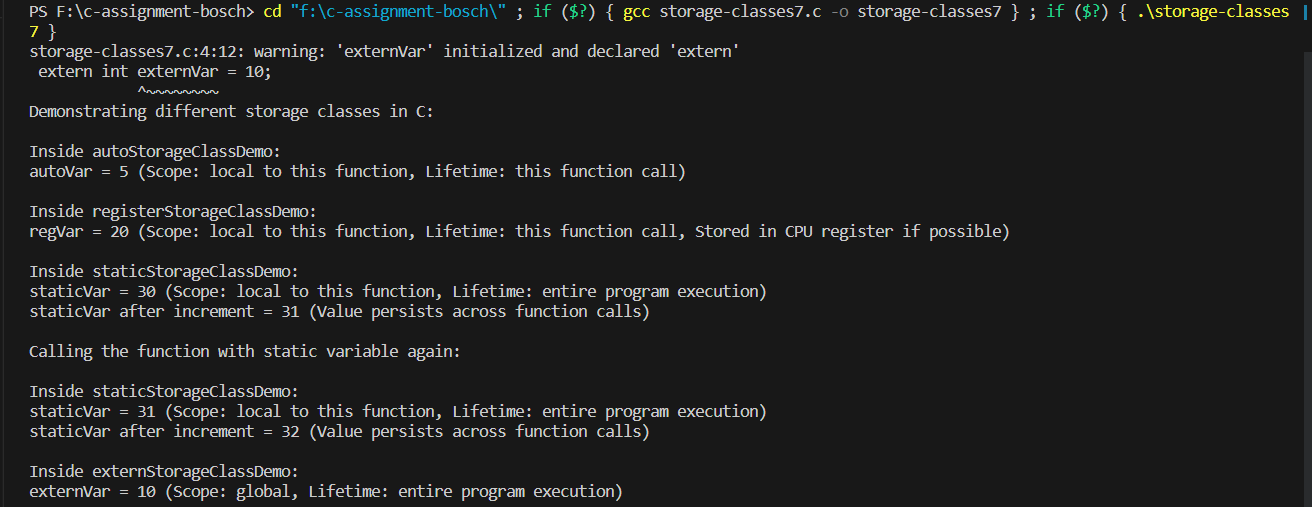 PS F:\c-assignment-bosch> cd "f:\c-assignment-bosch\" ; if ($?) { gcc storage-classes7.c -o storage-classes7 } ; if ($?) { .\storage-classes
7 }
storage-classes7.c:4:12: warning: 'externVar' initialized and declared 'extern'
 extern int externVar = 10;
            ^~~~~~~~~
Demonstrating different storage classes in C:

Inside autoStorageClassDemo:
autoVar = 5 (Scope: local to this function, Lifetime: this function call)

Inside registerStorageClassDemo:
regVar = 20 (Scope: local to this function, Lifetime: this function call, Stored in CPU register if possible)

Inside staticStorageClassDemo:
staticVar = 30 (Scope: local to this function, Lifetime: entire program execution)
staticVar after increment = 31 (Value persists across function calls)

Calling the function with static variable again:

Inside staticStorageClassDemo:
staticVar = 31 (Scope: local to this function, Lifetime: entire program execution)
staticVar after increment = 32 (Value persists across function calls)

Inside externStorageClassDemo:
externVar = 10 (Scope: global, Lifetime: entire program execution)